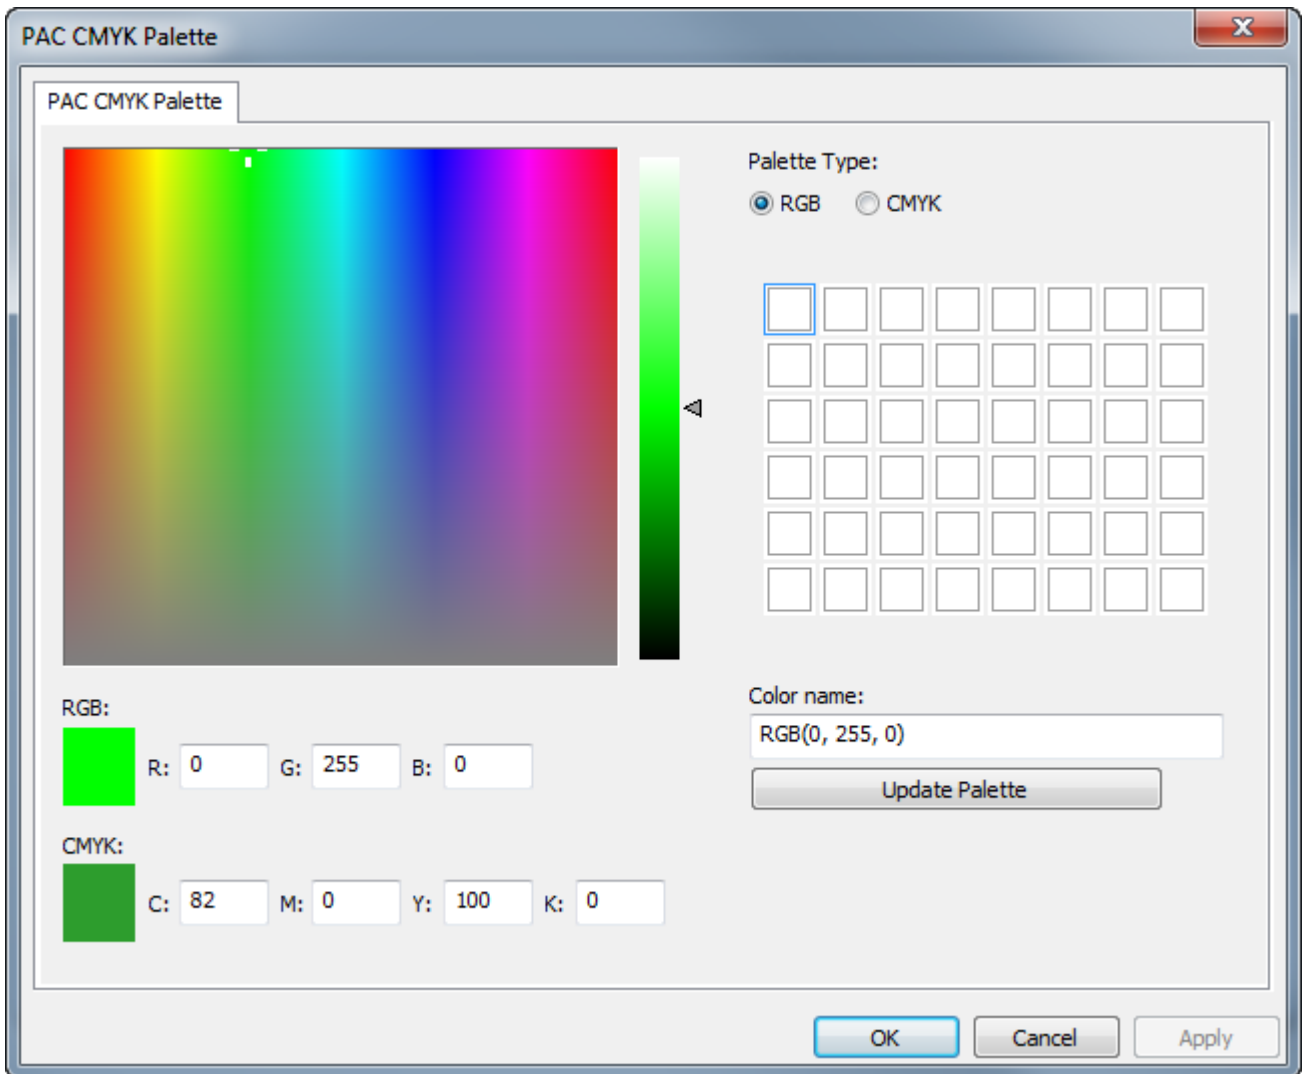 PAC CMYK Palette
PAC CMYK Palette
Palette Type:
RGB CMYK
RGB:
R: 0 G: 255 B: 0
CMYK:
C: 82 M: 0 Y: 100 K: 0
Color name:
RGB(0, 255, 0)
Update Palette
OK Cancel Apply